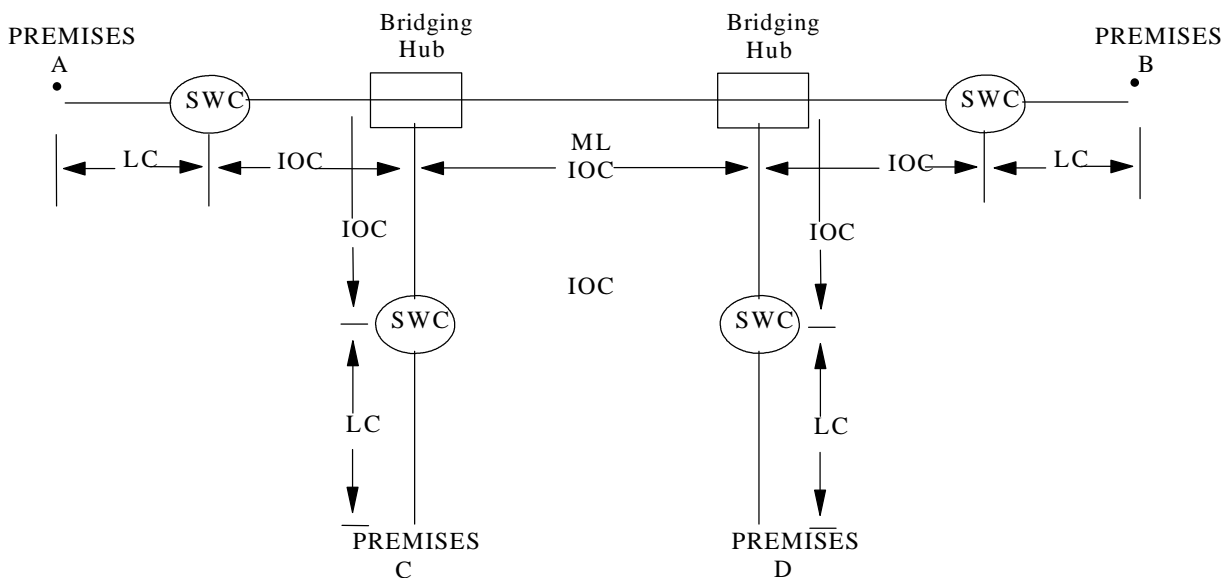 PREMISES
A
Bridging
Hub
Bridging
Hub
PREMISES
B
SWC
SWC
LC
IOC
ML
IOC
IOC
LC
IOC
IOC
IOC
SWC
SWC
LC
LC
PREMISES
C
PREMISES
D